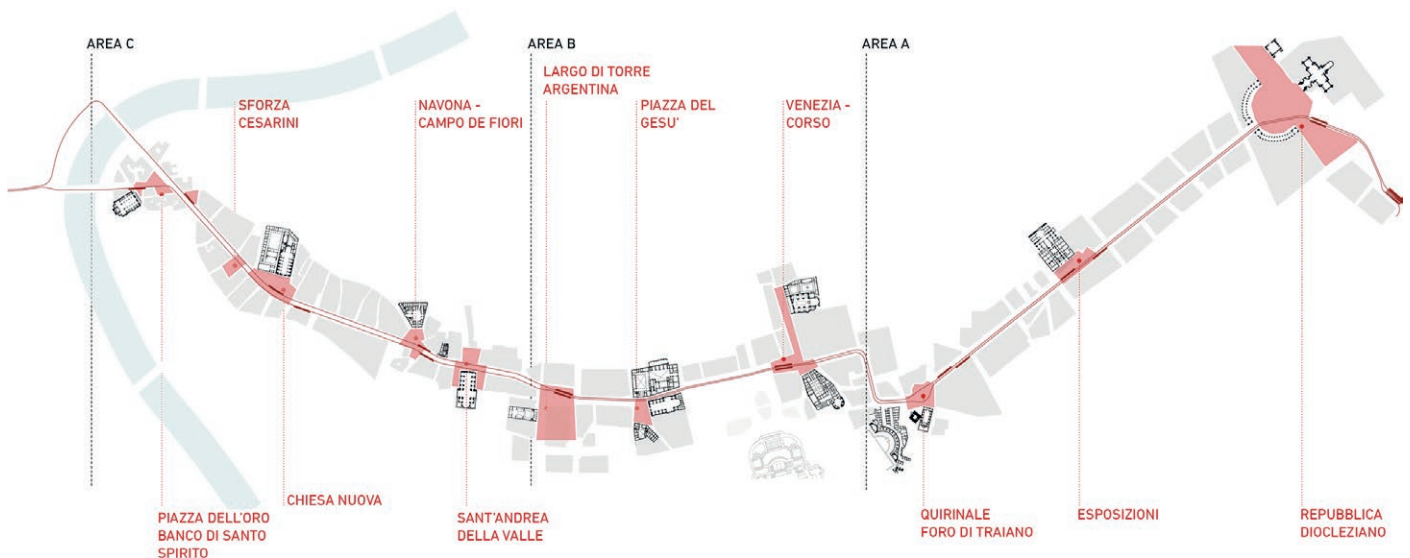 AREA C
AREA B
AREA A
SFORZA
CESARINI
NAVONA -
CAMPO DE FIORI
LARGO DI TORRE
ARGENTINA
PIAZZA DEL
GESU'
VENEZIA -
CORSO
PIAZZA DELL'ORO
BANCO DI SANTO
SPIRITO
CHIESA NUOVA
SANT'ANDREA
DELLA VALLE
QUIRINALE
FORO DI TRAIANO
ESPOSIZIONI
REPUBBLICA
DIOCLEZIANO